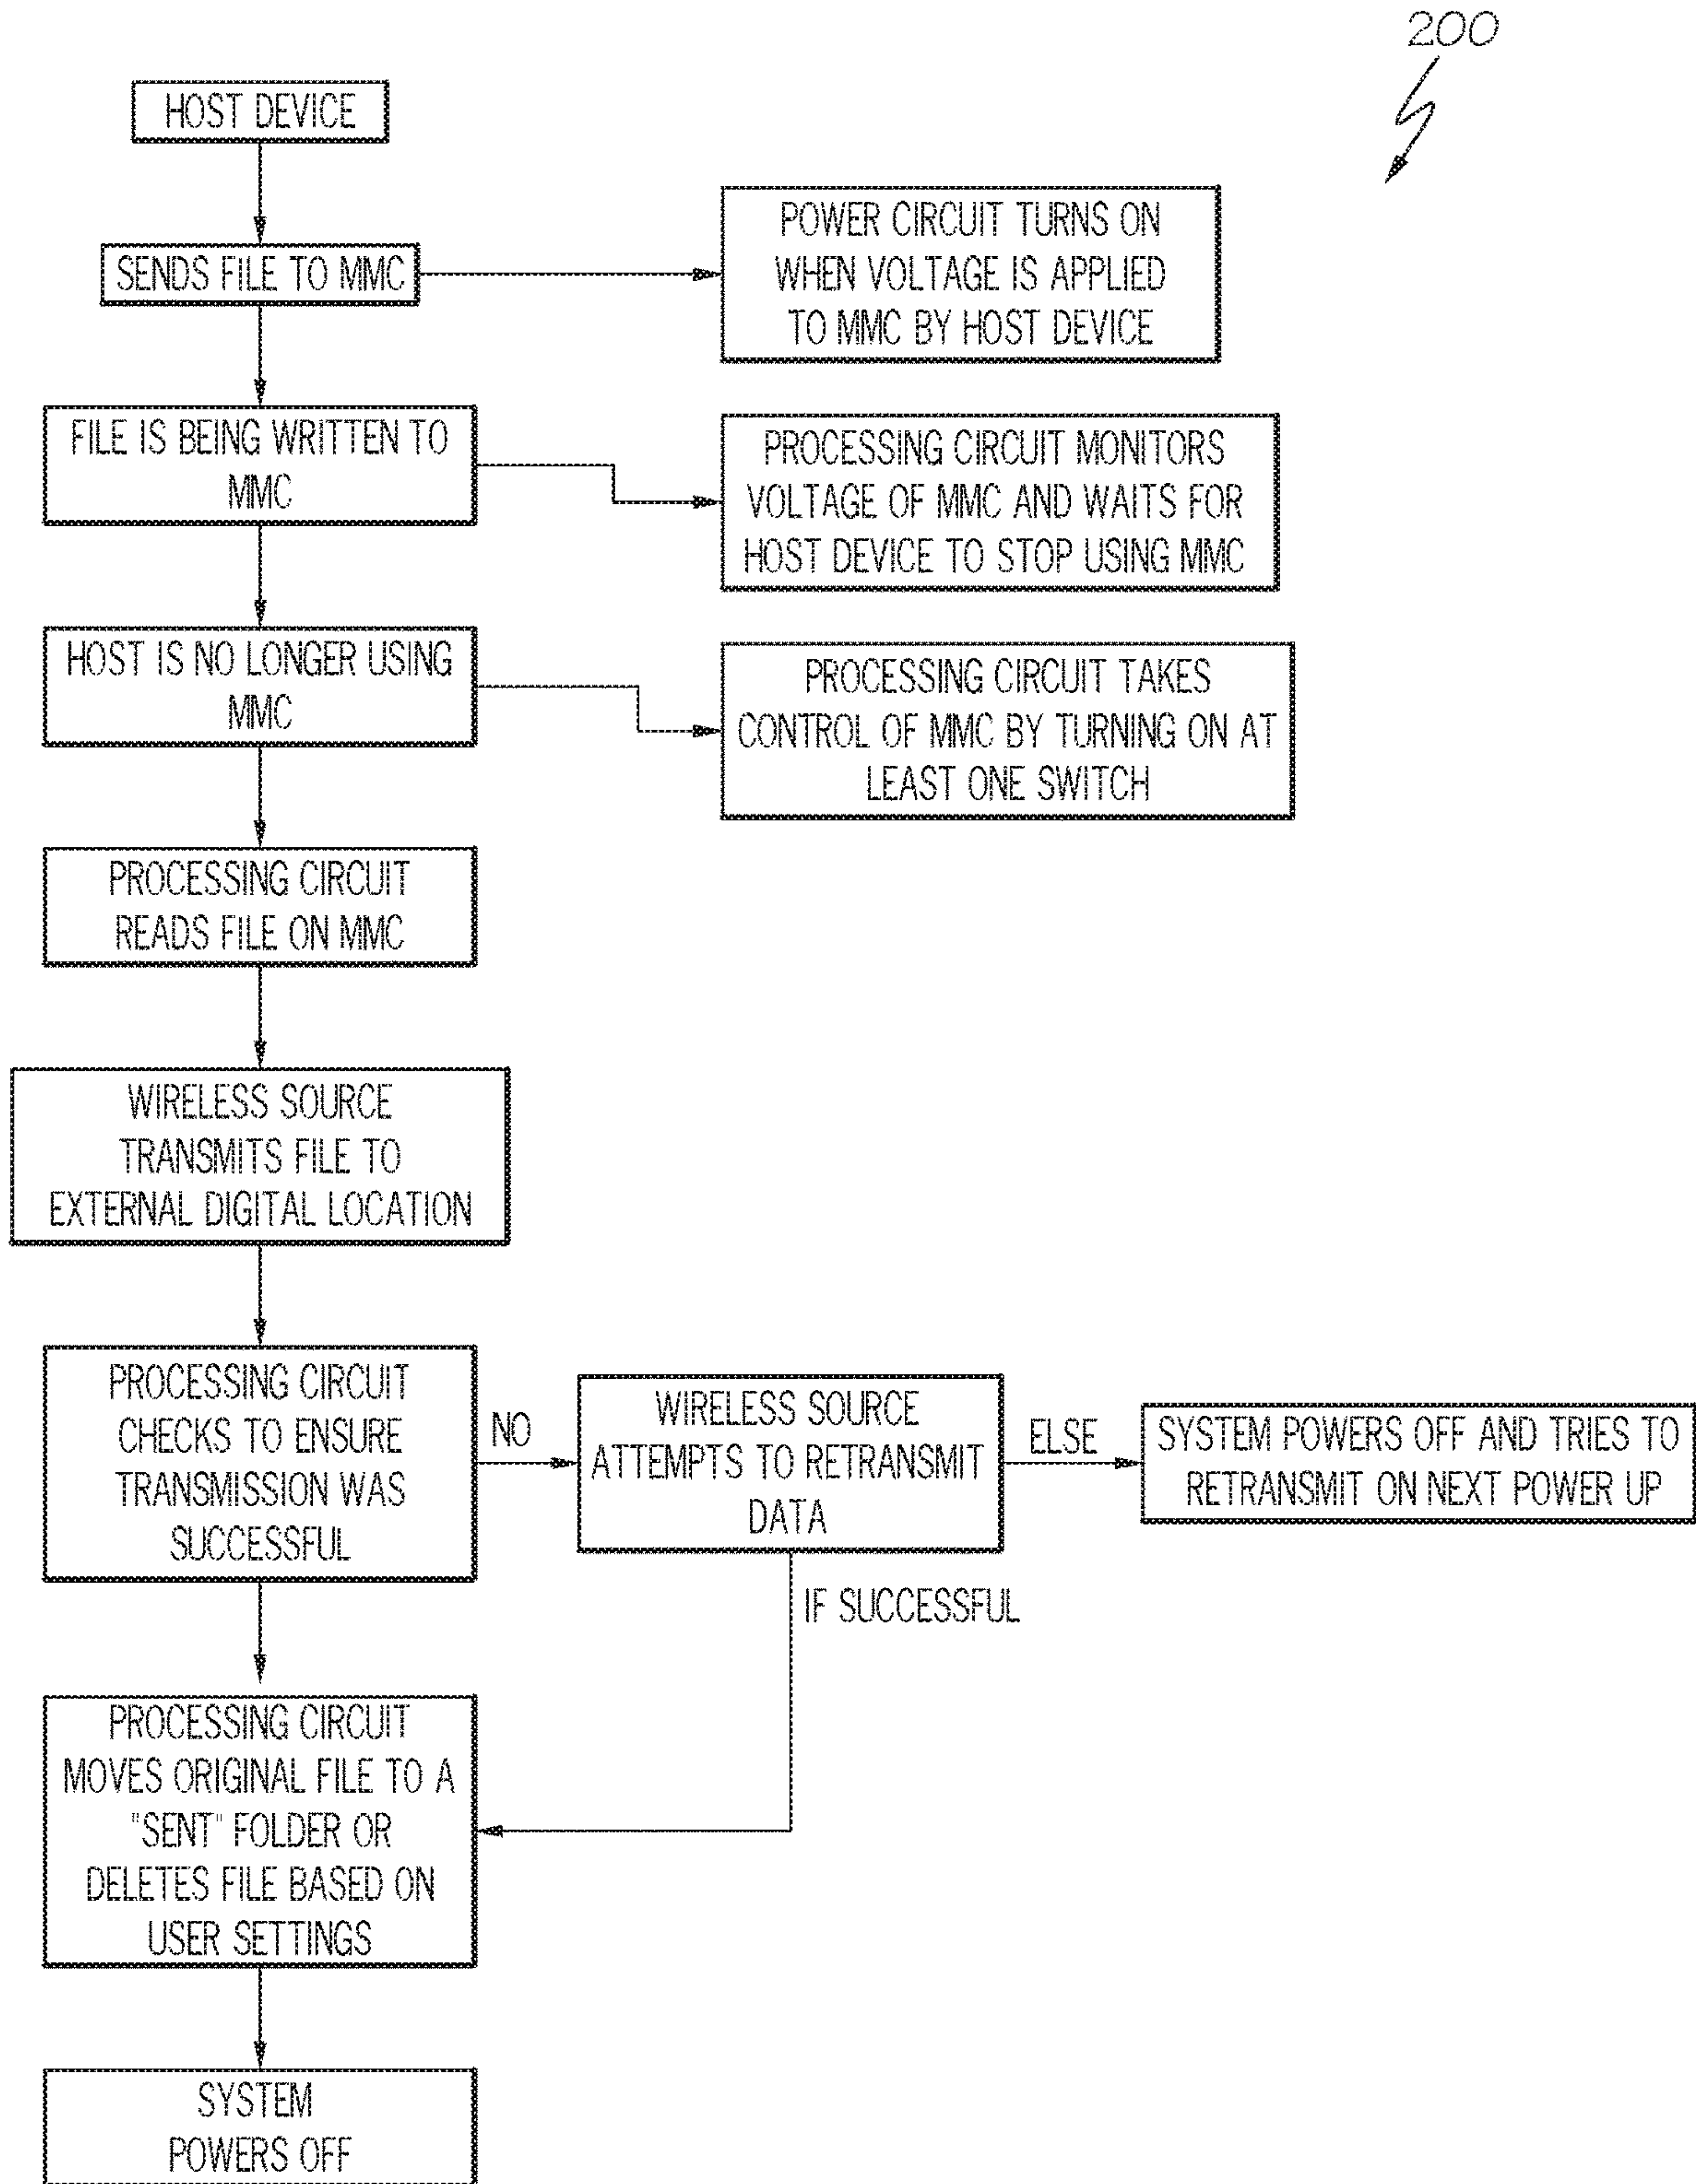 200
HOST DEVICE
SENDS FILE TO MMC
POWER CIRCUIT TURNS ON
WHEN VOLTAGE IS APPLIED
TO MMC BY HOST DEVICE
FILE IS BEING WRITTEN TO
MMC
PROCESSING CIRCUIT MONITORS
VOLTAGE OF MMC AND WAITS FOR
HOST DEVICE TO STOP USING MMC
HOST IS NO LONGER USING
MMC
PROCESSING CIRCUIT TAKES
CONTROL OF MMC BY TURNING ON AT
LEAST ONE SWITCH
PROCESSING CIRCUIT
READS FILE ON MMC
WIRELESS SOURCE
TRANSMITS FILE TO
EXTERNAL DIGITAL LOCATION
PROCESSING CIRCUIT
CHECKS TO ENSURE
TRANSMISSION WAS
SUCCESSFUL
NO
WIRELESS SOURCE
ATTEMPTS TO RETRANSMIT
DATA
ELSE
SYSTEM POWERS OFF AND TRIES TO
RETRANSMIT ON NEXT POWER UP
IF SUCCESSFUL
PROCESSING CIRCUIT
MOVES ORIGINAL FILE TO A
"SENT" FOLDER OR
DELETES FILE BASED ON
USER SETTINGS
SYSTEM
POWERS OFF